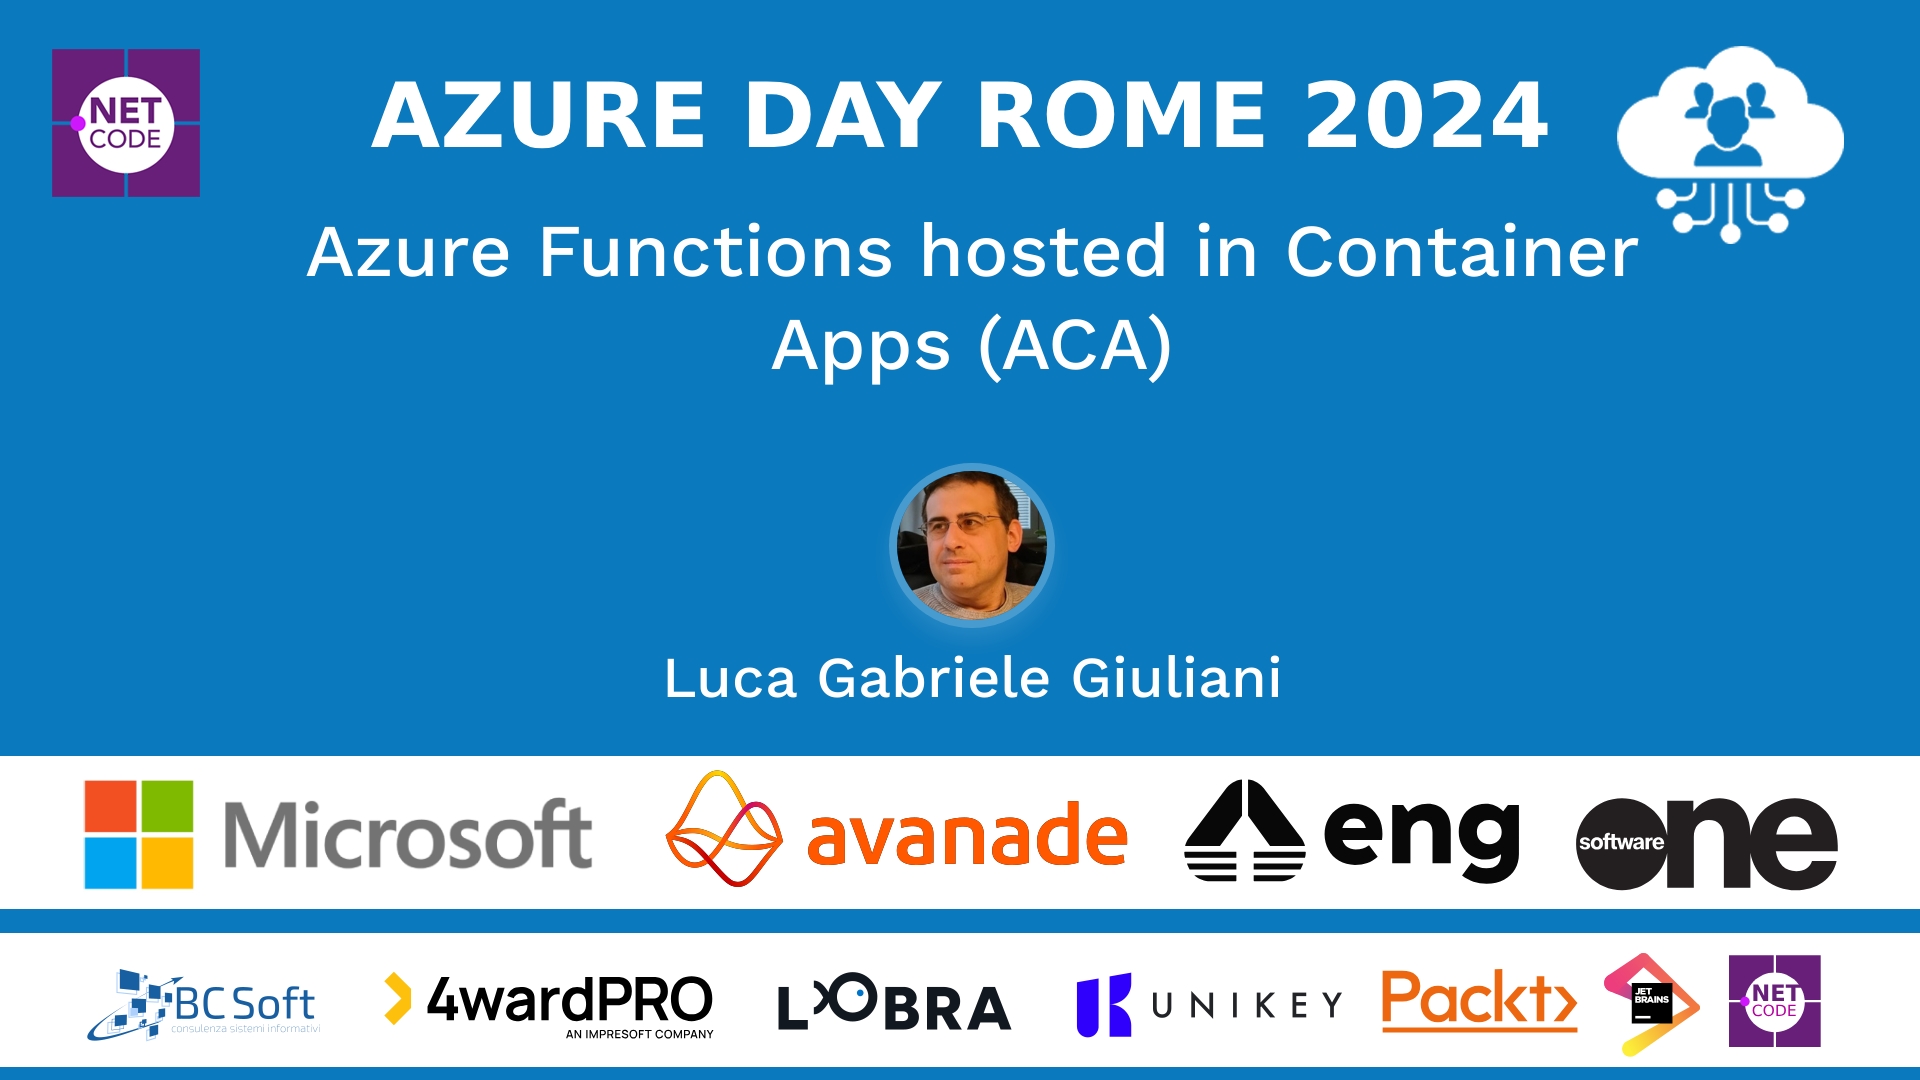 NET
CODE
AZURE DAY ROME 2024
Azure Functions hosted in Container
Apps (ACA)
Luca Gabriele Giuliani
Microsoft
avanade
eng
software one
BC Soft
consulenza sistemi informativi
4wardPRO
AN IMPRESOFT COMPANY
LOBRA
UNIKEY
Packt
JET
BRAINS
NET
CODE